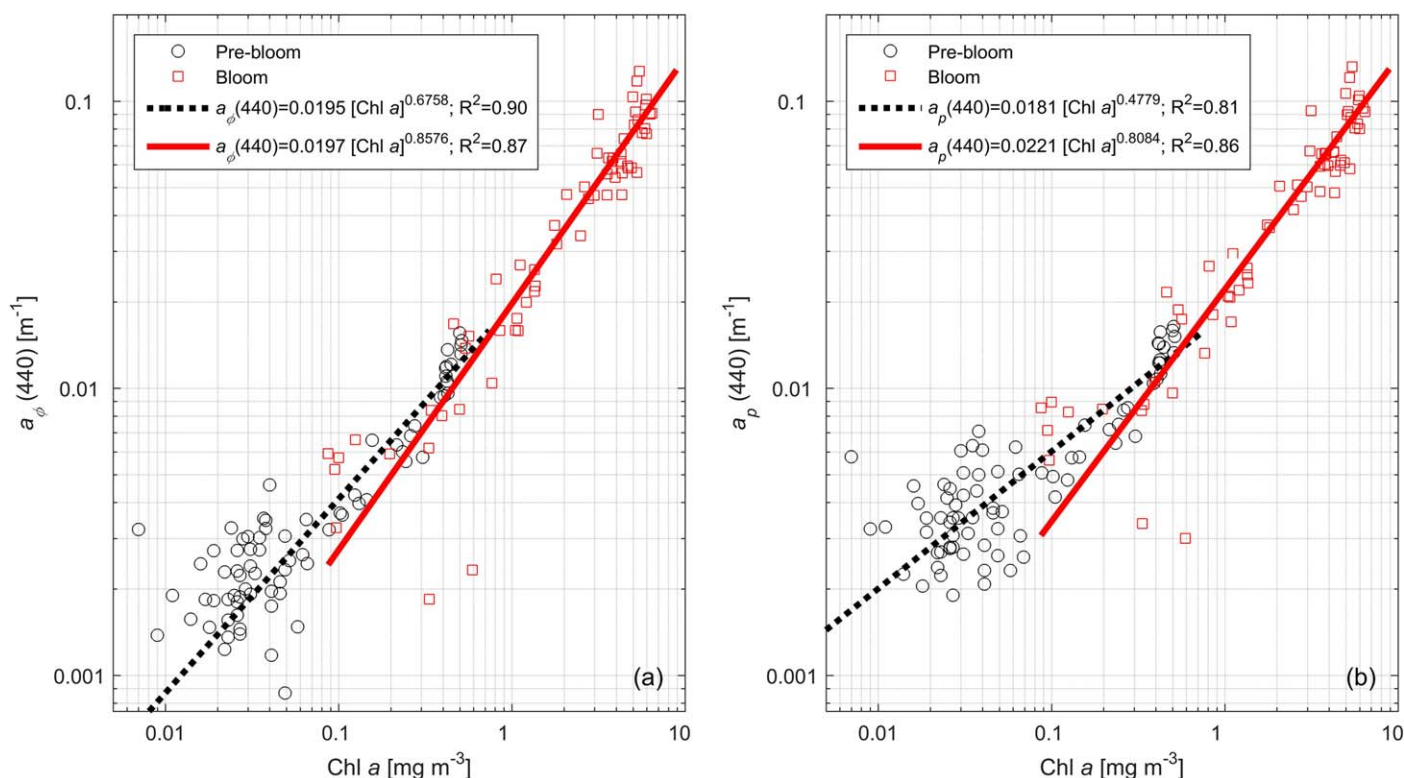 Pre-bloom
Bloom
aϕ(440)=0.0195 [Chl a]^0.6758; R²=0.90
aϕ(440)=0.0197 [Chl a]^0.8576; R²=0.87
0.1
0.01
0.001
aϕ (440) [m⁻¹]
(a)
0.01 0.1 1 10
Chl a [mg m⁻³]
Pre-bloom
Bloom
ap(440)=0.0181 [Chl a]^0.4779; R²=0.81
ap(440)=0.0221 [Chl a]^0.8084; R²=0.86
0.1
0.01
0.001
ap (440) [m⁻¹]
(b)
0.01 0.1 1 10
Chl a [mg m⁻³]